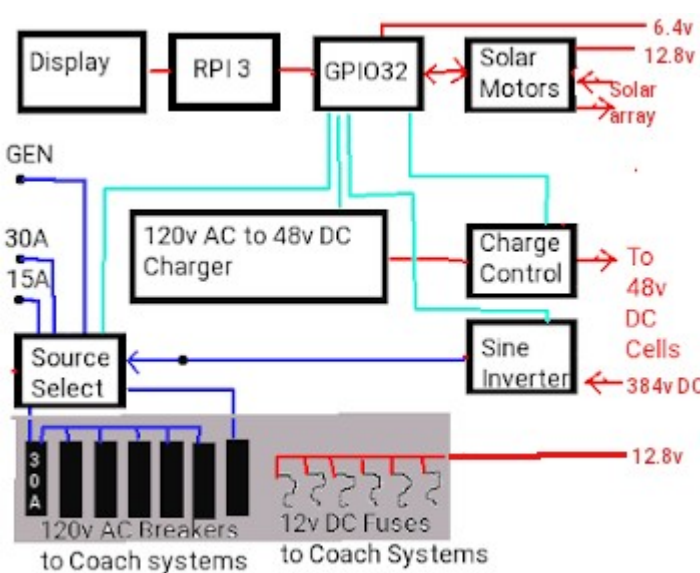 6.4v
Display
RPI 3
GPIO32
Solar
Motors
12.8v
Solar
array
GEN
30A
15A
120v AC to 48v DC
Charger
Charge
Control
To
48v
DC
Cells
Source
Select
Sine
Inverter
384v DC
30A
12.8v
120v AC Breakers
to Coach systems
12v DC Fuses
to Coach Systems